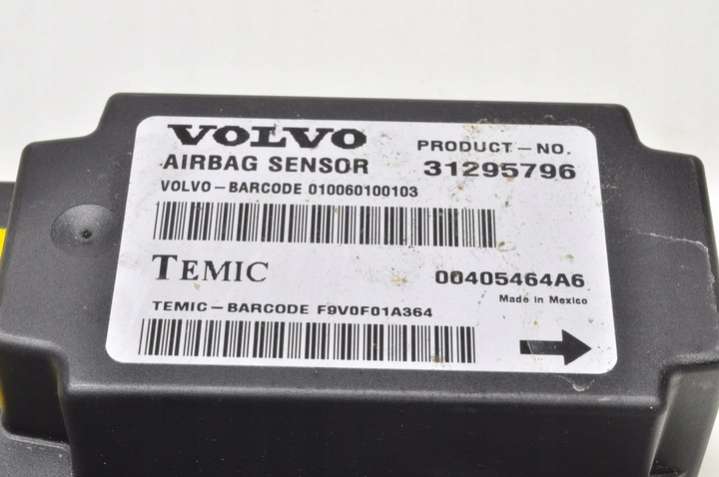 VOLVO
PRODUCT-NO.
AIRBAG SENSOR 31295796
VOLVO-BARCODE 010060100103
TEMIC 00405464A6
Made in Mexico
TEMIC-BARCODE F9V0F01A364